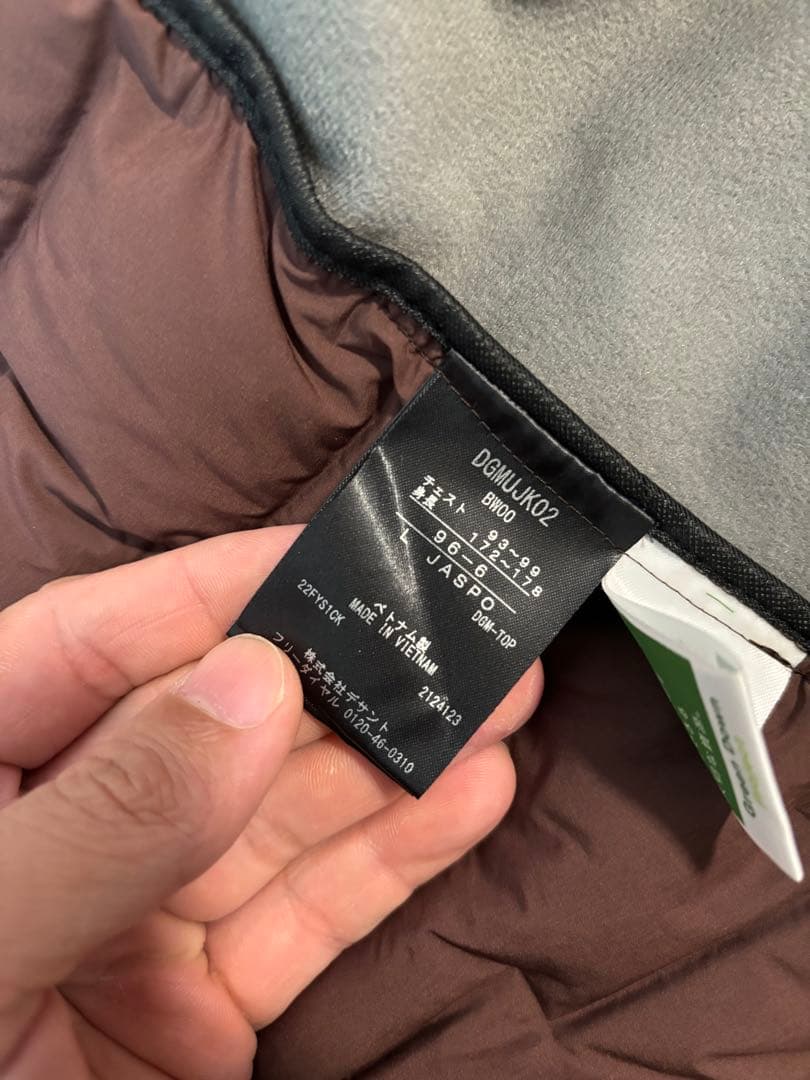 DGMUJK02
BW00
チェスト 93~99
身長 172~178
96-6
L JASPO
DGM-TOP
ベトナム製
22FYS1CK MADE IN VIETNAM 2124123
株式会社デサント
フリーダイヤル 0120-46-0310
Green Down